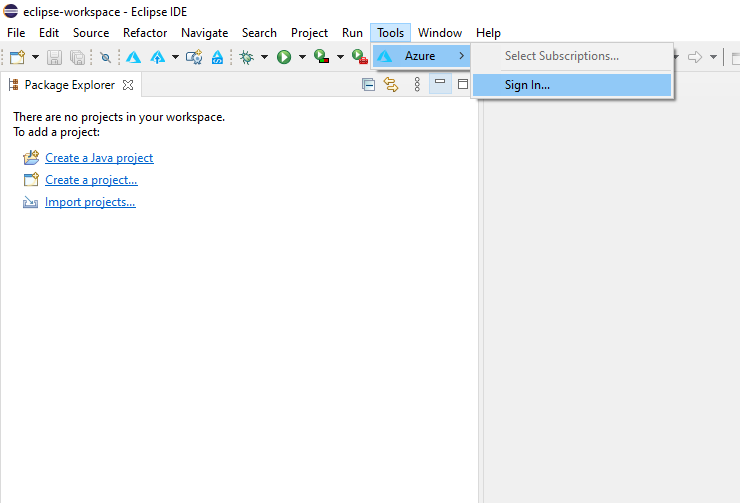 eclipse-workspace - Eclipse IDE
File Edit Source Refactor Navigate Search Project Run Tools Window Help
Azure
Select Subscriptions...
Sign In...
Package Explorer
There are no projects in your workspace.
To add a project:
Create a Java project
Create a project...
Import projects...